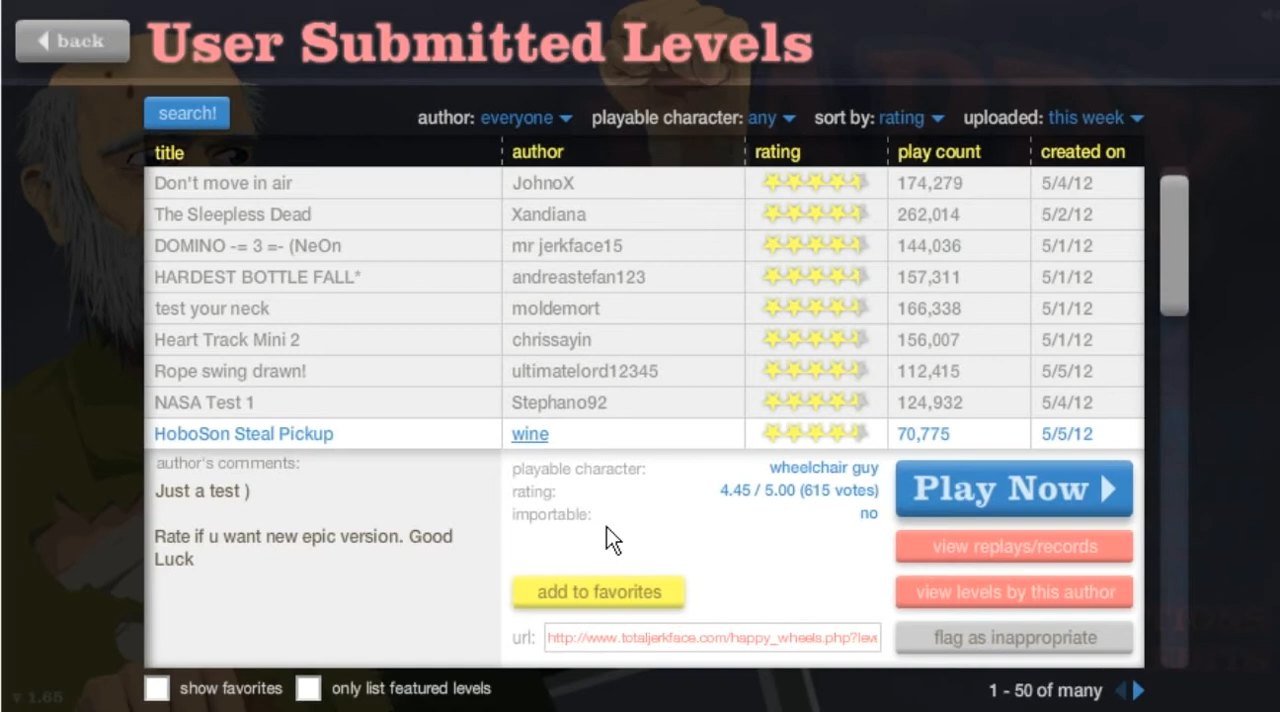 back
User Submitted Levels
search!
author: everyone playable character: any sort by: rating uploaded: this week
title author rating play count created on
Don't move in air JohnoX 174,279 5/4/12
The Sleepless Dead Xandiana 262,014 5/2/12
DOMINO -= 3 =- (NeOn mr jerkface15 144,036 5/1/12
HARDEST BOTTLE FALL* andreastefan123 157,311 5/1/12
test your neck moldemort 166,338 5/1/12
Heart Track Mini 2 chrissayin 156,007 5/1/12
Rope swing drawn! ultimatelord12345 112,415 5/5/12
NASA Test 1 Stephano92 124,932 5/4/12
HoboSon Steal Pickup wine 70,775 5/5/12
author's comments:
Just a test )
Rate if u want new epic version. Good
Luck
playable character: wheelchair guy
rating: 4.45 / 5.00 (615 votes)
importable: no
add to favorites
url: http://www.totaljerkface.com/happy_wheels.php?lev
Play Now
view replays/records
view levels by this author
flag as inappropriate
show favorites only list featured levels
1 - 50 of many
v 1.65